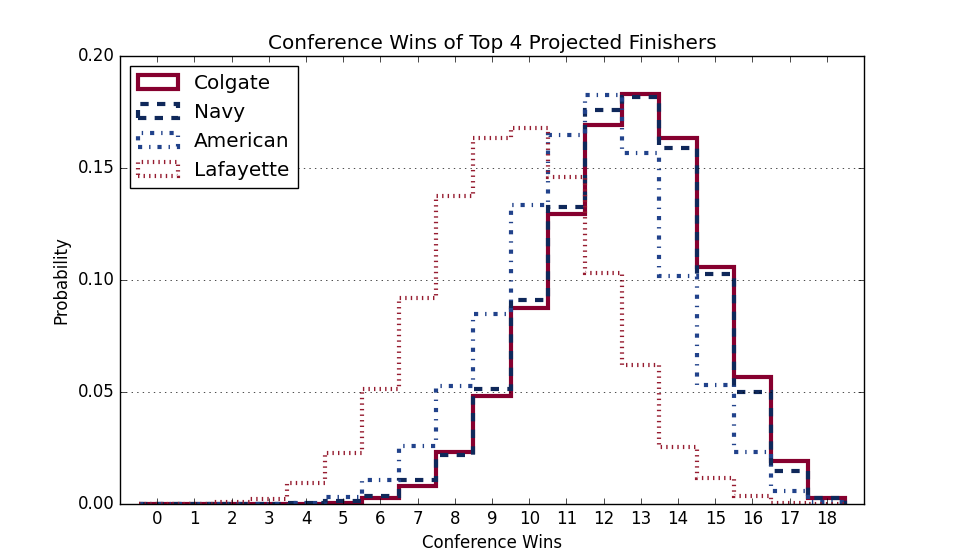 Conference Wins of Top 4 Projected Finishers
0.20
Colgate
Navy
American
Lafayette
0.15
0.10
0.05
0.00
Probability
0 1 2 3 4 5 6 7 8 9 10 11 12 13 14 15 16 17 18
Conference Wins